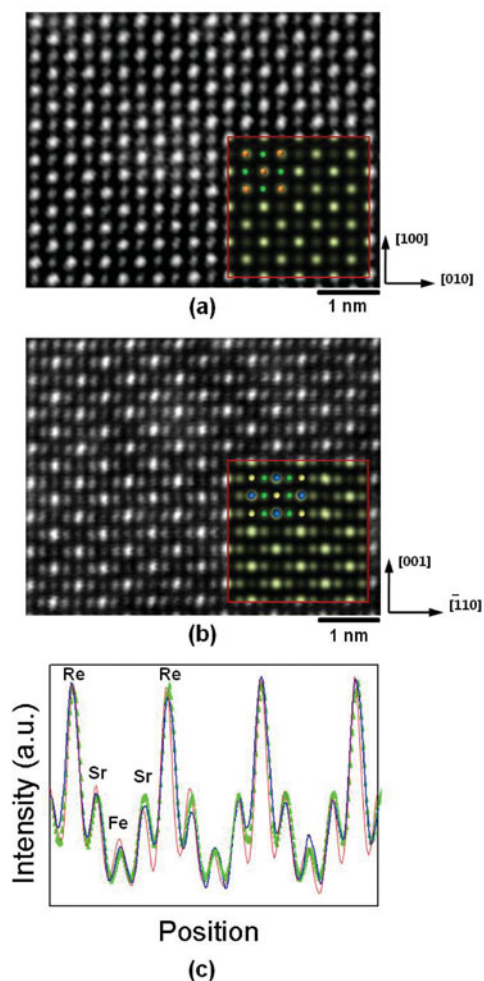 [100]
[010]
1 nm
(a)
[001]
[1̄10]
1 nm
(b)
Re Re
Sr Sr
Fe
Intensity (a.u.)
Position
(c)